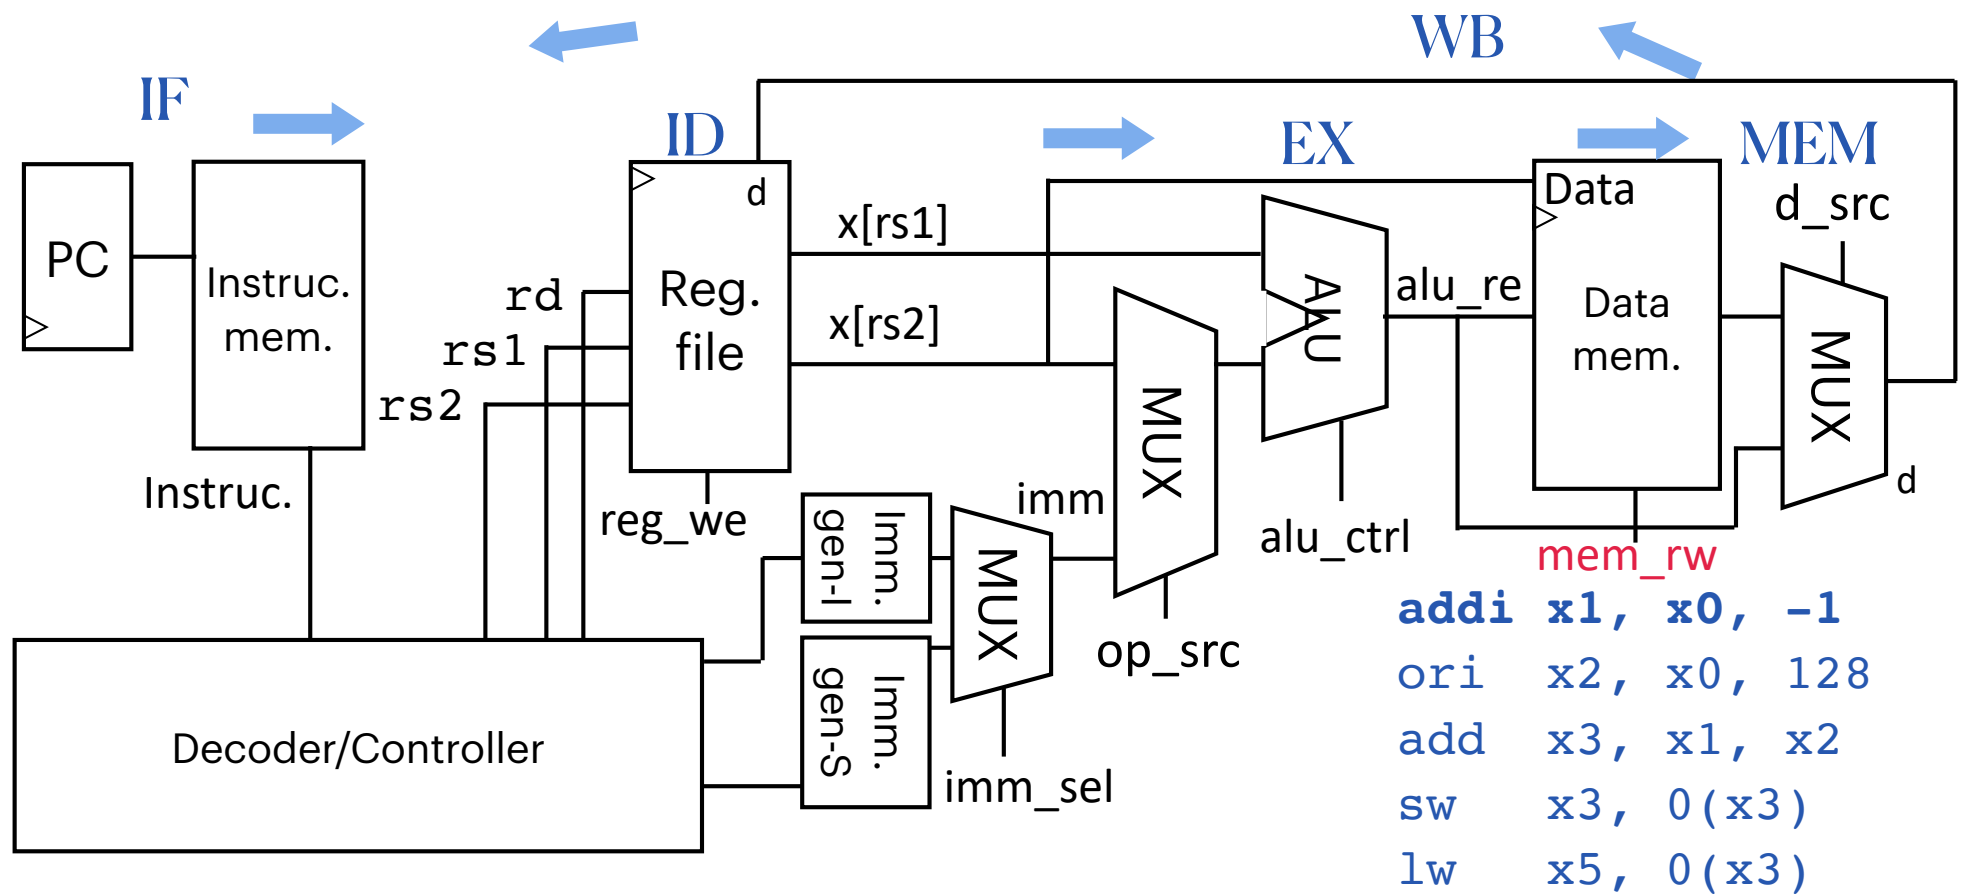 WB
IF
ID
EX
MEM
d
Data
d_src
PC
Instruc.
mem.
rd
rs1
rs2
Reg.
file
x[rs1]
x[rs2]
ALU
alu_re
Data
mem.
MUX
MUX
d
Instruc.
reg_we
Imm.
gen-I
MUX
imm
alu_ctrl
mem_rw
Imm.
gen-S
op_src
imm_sel
Decoder/Controller
addi x1, x0, -1
ori x2, x0, 128
add x3, x1, x2
sw x3, 0(x3)
lw x5, 0(x3)